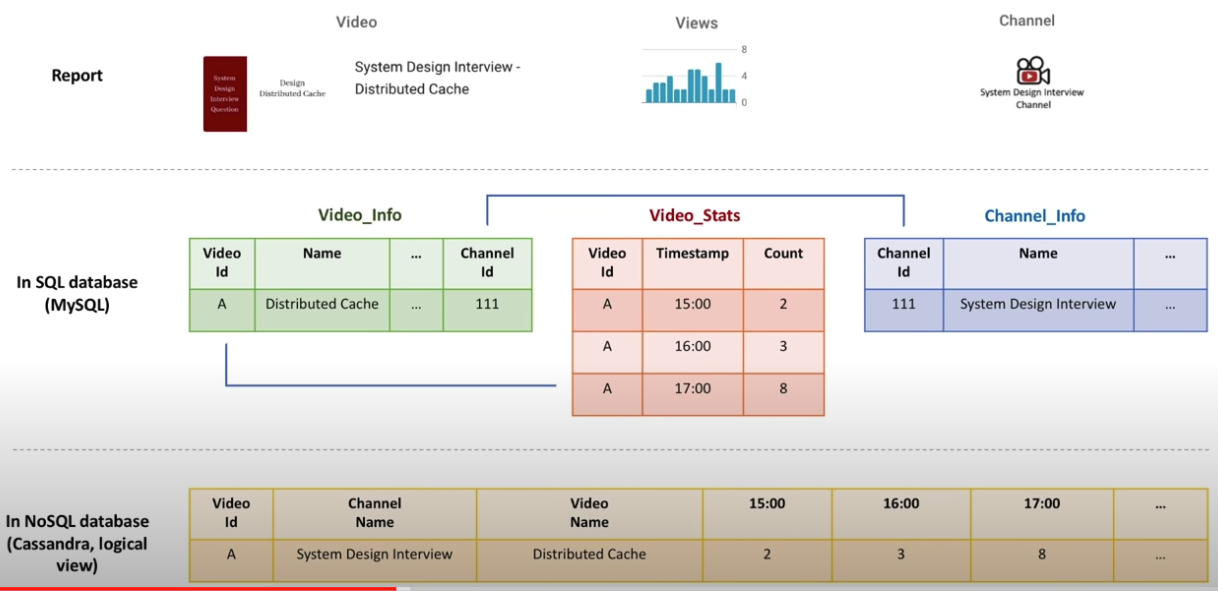 Video
Views
Channel
Report
System
Design
Interview
Question
Design
Distributed Cache
System Design Interview -
Distributed Cache
8
4
0
System Design Interview
Channel
In SQL database
(MySQL)
Video_Info
Video
Id
Name
...
Channel
Id
A
Distributed Cache
...
111
Video_Stats
Video
Id
Timestamp
Count
A
15:00
2
A
16:00
3
A
17:00
8
Channel_Info
Channel
Id
Name
...
111
System Design Interview
...
In NoSQL database
(Cassandra, logical
view)
Video
Id
Channel
Name
Video
Name
15:00
16:00
17:00
...
A
System Design Interview
Distributed Cache
2
3
8
...